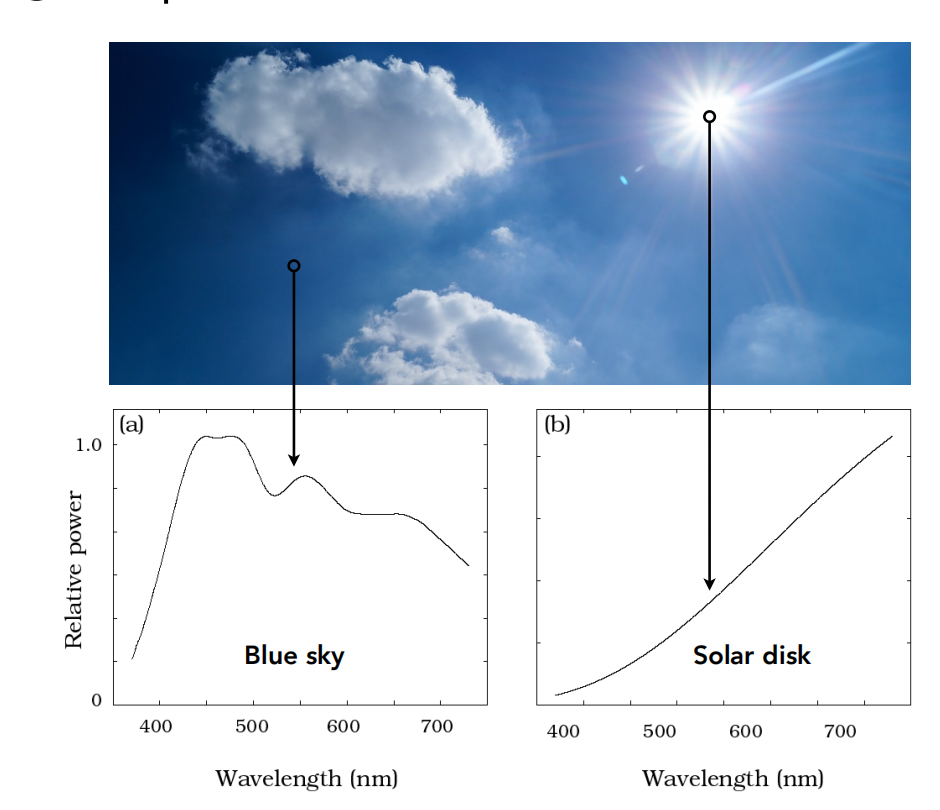 (a)
1.0
Relative power
0
Blue sky
400 500 600 700
Wavelength (nm)
(b)
Solar disk
400 500 600 700
Wavelength (nm)